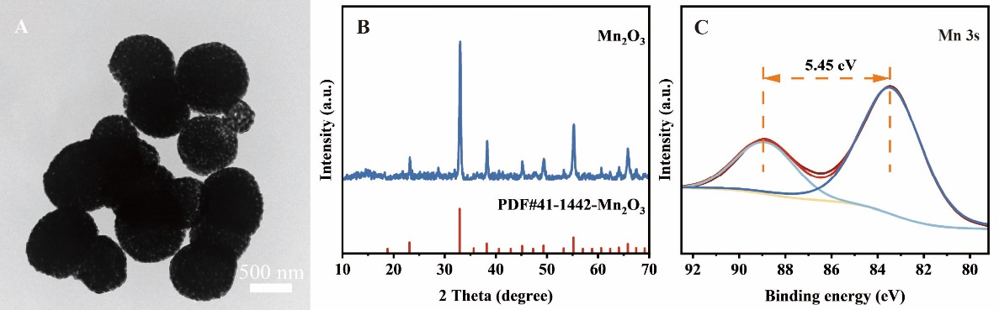 A
500 nm
B
Mn₂O₃
PDF#41-1442-Mn₂O₃
Intensity (a.u.)
10 20 30 40 50 60 70
2 Theta (degree)
C
Mn 3s
5.45 eV
Intensity (a.u.)
92 90 88 86 84 82 80
Binding energy (eV)